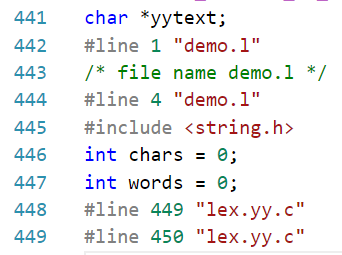 441 char *yytext;
442 #line 1 "demo.l"
443 /* file name demo.l */
444 #line 4 "demo.l"
445 #include <string.h>
446 int chars = 0;
447 int words = 0;
448 #line 449 "lex.yy.c"
449 #line 450 "lex.yy.c"